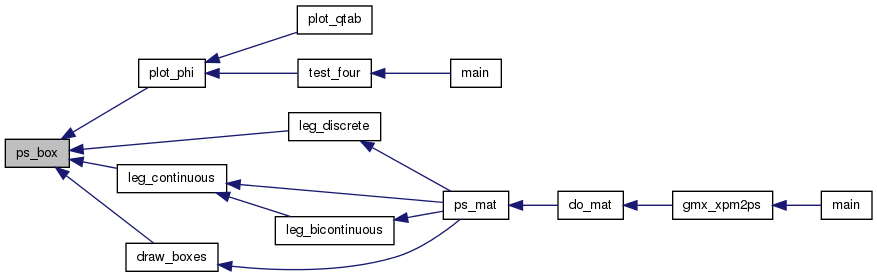 plot_qtab
plot_phi
test_four
main
leg_discrete
ps_box
leg_continuous
ps_mat
do_mat
gmx_xpm2ps
main
leg_bicontinuous
draw_boxes